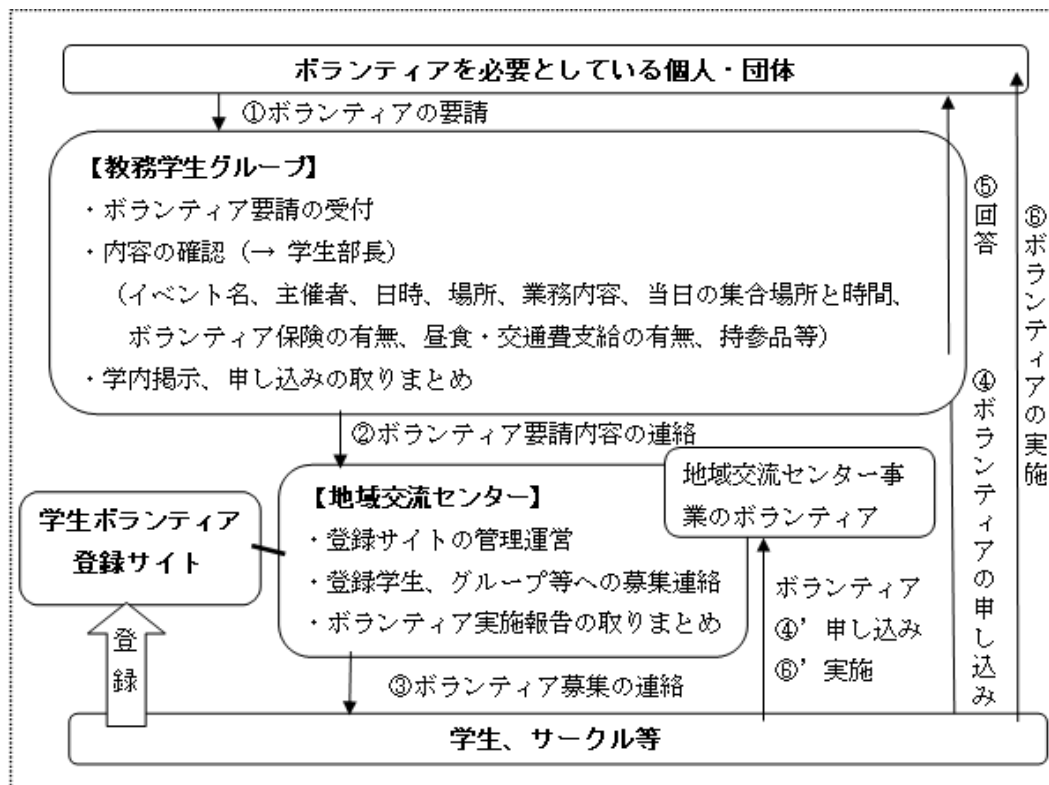 ボランティアを必要としている個人・団体
①ボランティアの要請
【教務学生グループ】
・ボランティア要請の受付
・内容の確認（→ 学生部長）
（イベント名、主催者、日時、場所、業務内容、当日の集合場所と時間、
ボランティア保険の有無、昼食・交通費支給の有無、持参品等）
・学内掲示、申し込みの取りまとめ
⑤回答
⑥ボランティアの実施
④ボランティアの申し込み
②ボランティア要請内容の連絡
【地域交流センター】
・登録サイトの管理運営
・登録学生、グループ等への募集連絡
・ボランティア実施報告の取りまとめ
地域交流センター事
業のボランティア
学生ボランティア
登録サイト
登録
ボランティア
④’申し込み
⑥’実施
③ボランティア募集の連絡
学生、サークル等